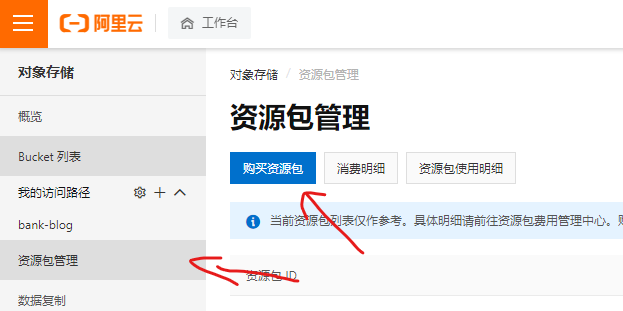 阿里云
工作台
对象存储
概览
Bucket 列表
我的访问路径
bank-blog
资源包管理
数据复制
对象存储 / 资源包管理
资源包管理
购买资源包
消费明细
资源包使用明细
当前资源包列表仅作参考。具体明细请前往资源包费用管理中心。
资源包 ID